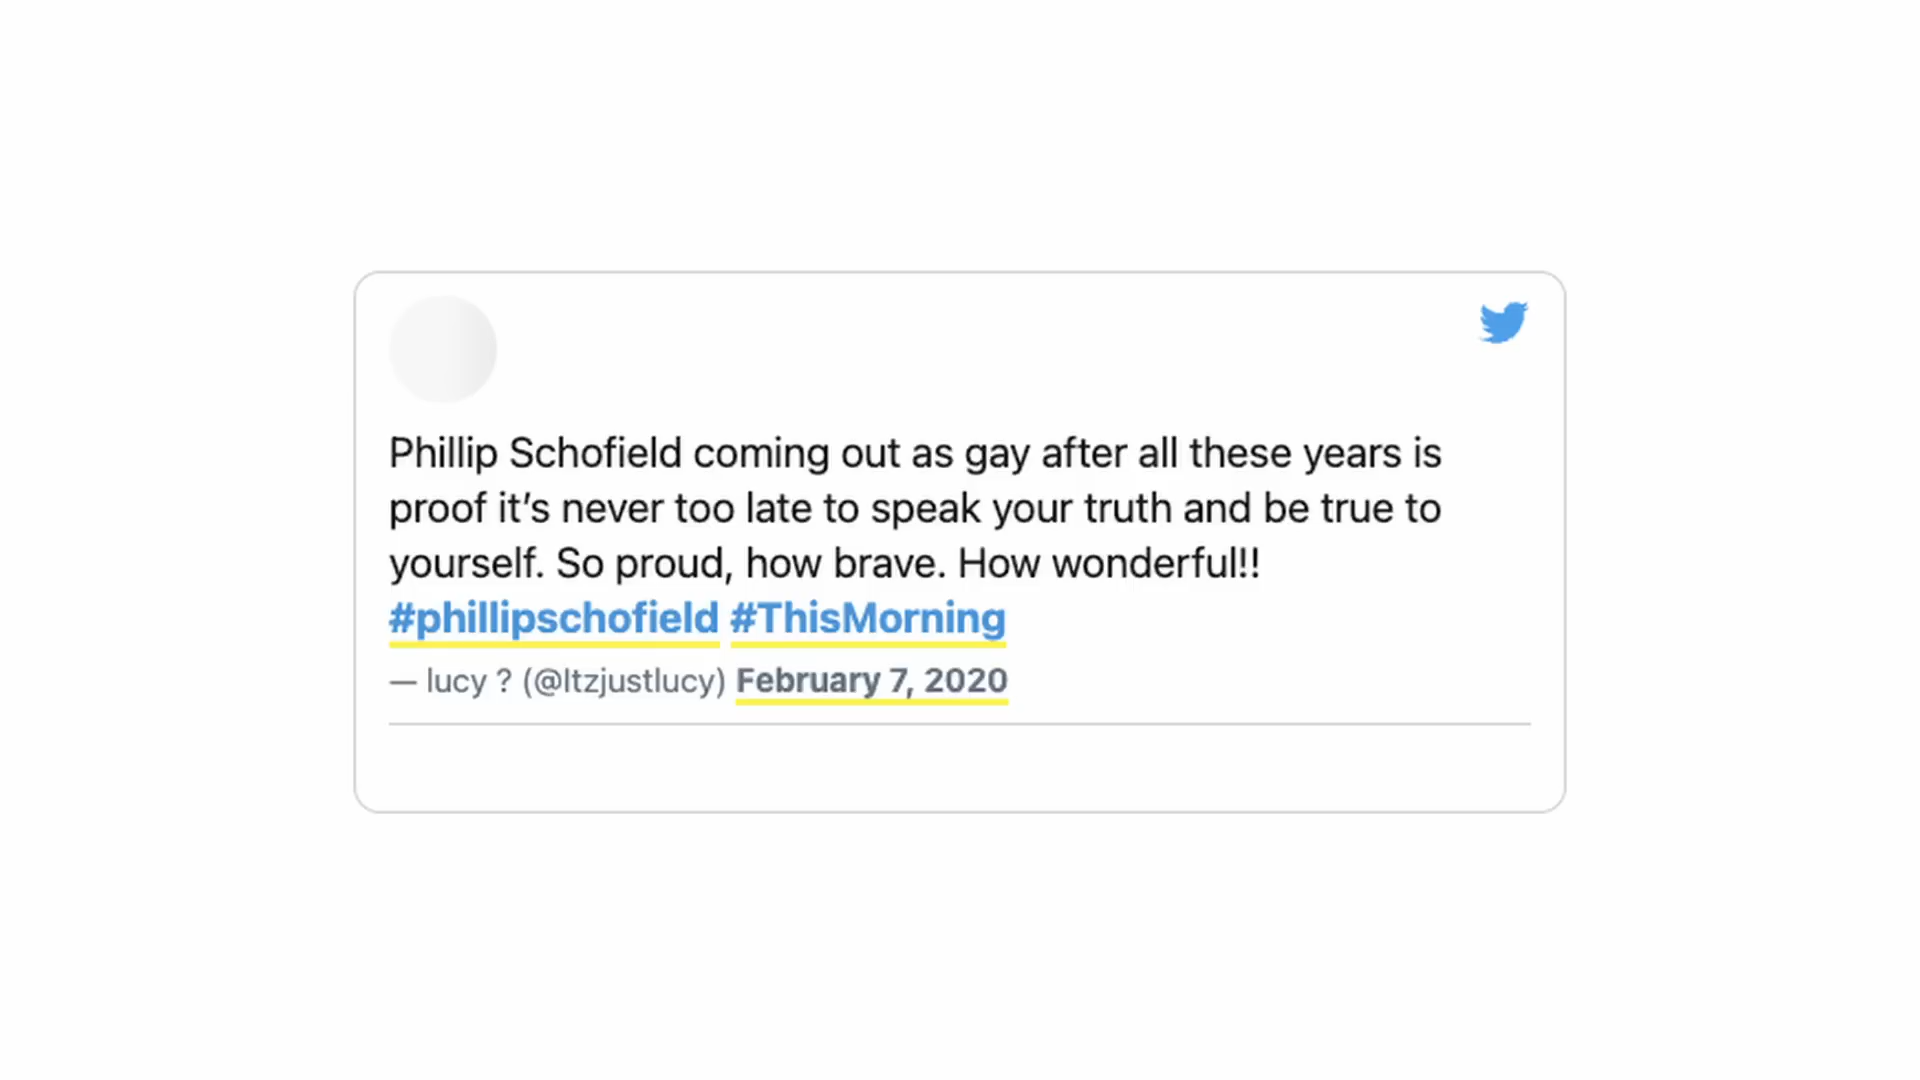 Phillip Schofield coming out as gay after all these years is
proof it’s never too late to speak your truth and be true to
yourself. So proud, how brave. How wonderful!!
#phillipschofield #ThisMorning
— lucy ? (@Itzjustlucy) February 7, 2020